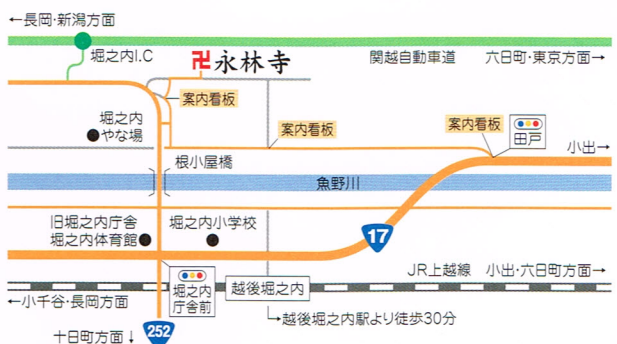 ←長岡・新潟方面
堀之内I.C
卍永林寺
関越自動車道
六日町・東京方面→
案内看板
堀之内
●やな場
案内看板
案内看板
田戸
小出→
根小屋橋
魚野川
旧堀之内庁舎
堀之内体育館●
堀之内小学校
17
JR上越線
小出・六日町方面→
堀之内
庁舎前
越後堀之内
←小千谷・長岡方面
越後堀之内駅より徒歩30分
十日町方面↓
252